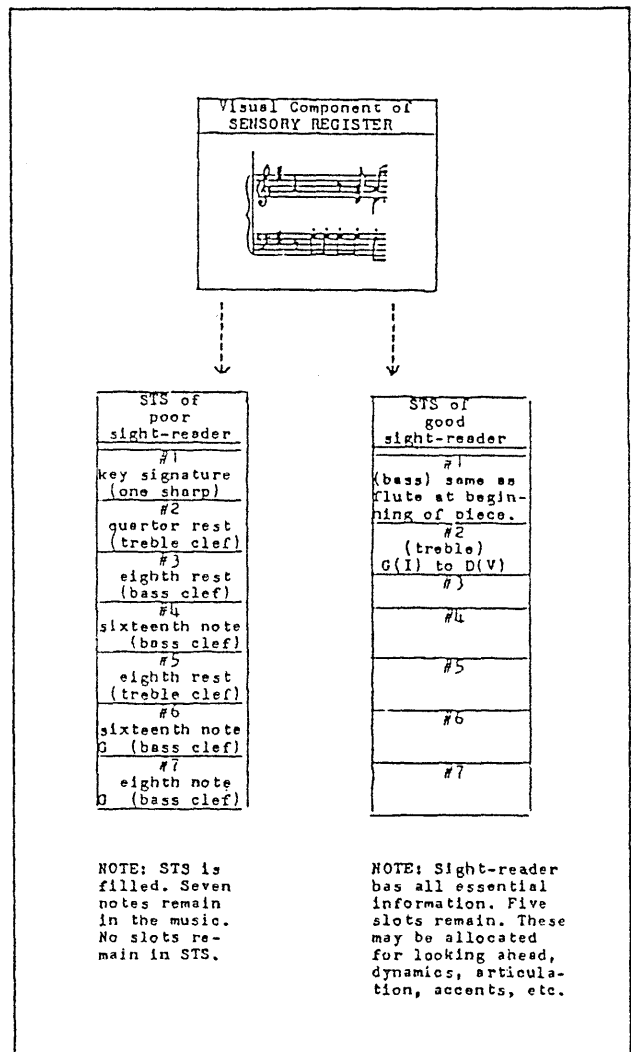 Visual Component of
SENSORY REGISTER
STS of
poor
sight-reader
#1
key signature
(one sharp)
#2
quarter rest
(treble clef)
#3
eighth rest
(bass clef)
#4
sixteenth note
(bass clef)
#5
eighth rest
(treble clef)
#6
sixteenth note
G (bass clef)
#7
eighth note
G (bass clef)
NOTE: STS is
filled. Seven
notes remain
in the music.
No slots re-
main in STS.
STS of
good
sight-reader
#1
(bass) same as
flute at begin-
ning of piece.
#2
(treble)
G(I) to D(V)
#3
#4
#5
#6
#7
NOTE: Sight-reader
has all essential
information. Five
slots remain. These
may be allocated
for looking ahead,
dynamics, articula-
tion, accents, etc.